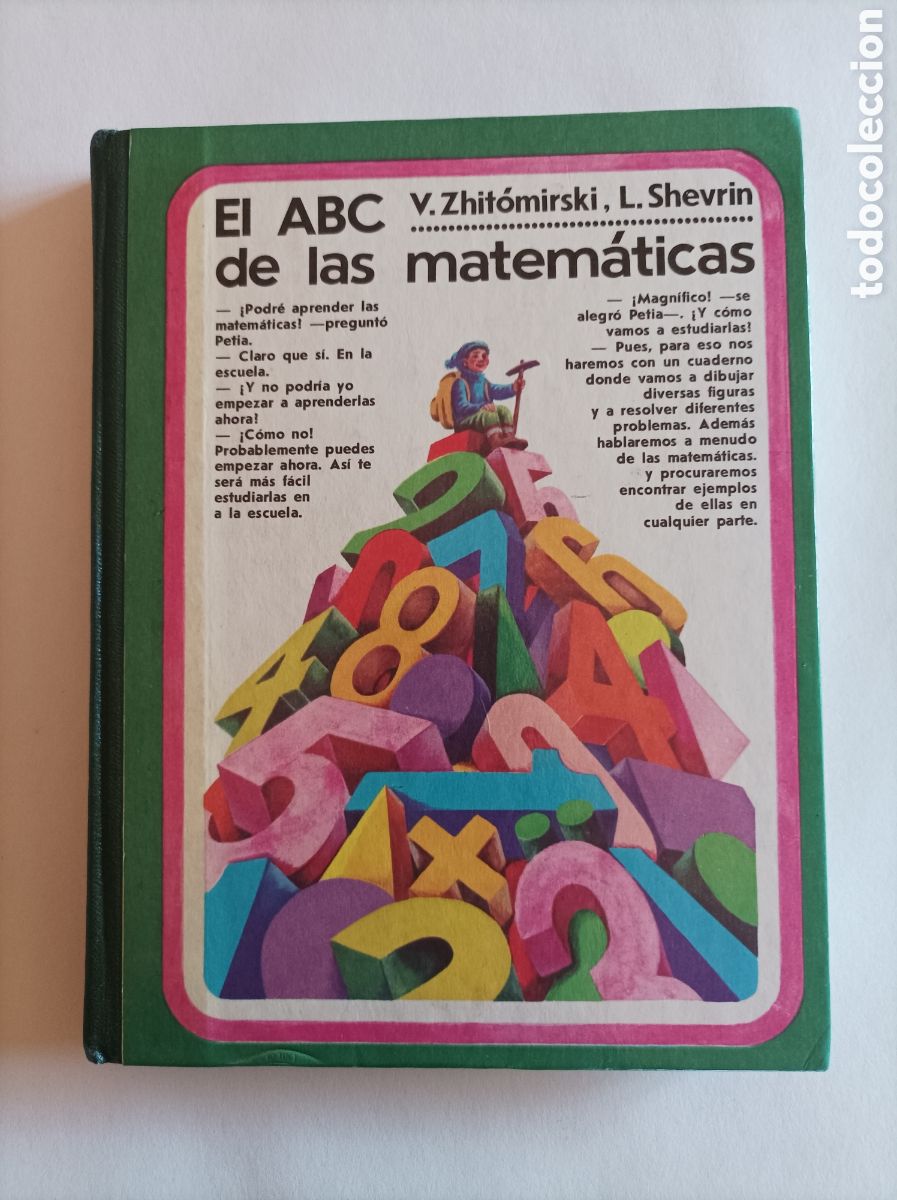 El ABC
V. Zhitómirski, L. Shevrin
de las matemáticas
— ¡Podré aprender las
matemáticas! —preguntó
Petia.
— Claro que sí. En la
escuela.
— ¡Y no podría yo
empezar a aprenderlas
ahora!
— ¡Cómo no!
Probablemente puedes
empezar ahora. Así te
será más fácil
estudiarlas en
a la escuela.
— ¡Magnífico! —se
alegró Petia—. ¡Y cómo
vamos a estudiarlas!
— Pues, para eso nos
haremos con un cuaderno
donde vamos a dibujar
diversas figuras
y a resolver diferentes
problemas. Además
hablaremos a menudo
de las matemáticas.
y procuraremos
encontrar ejemplos
de ellas en
cualquier parte.
todocoleccion